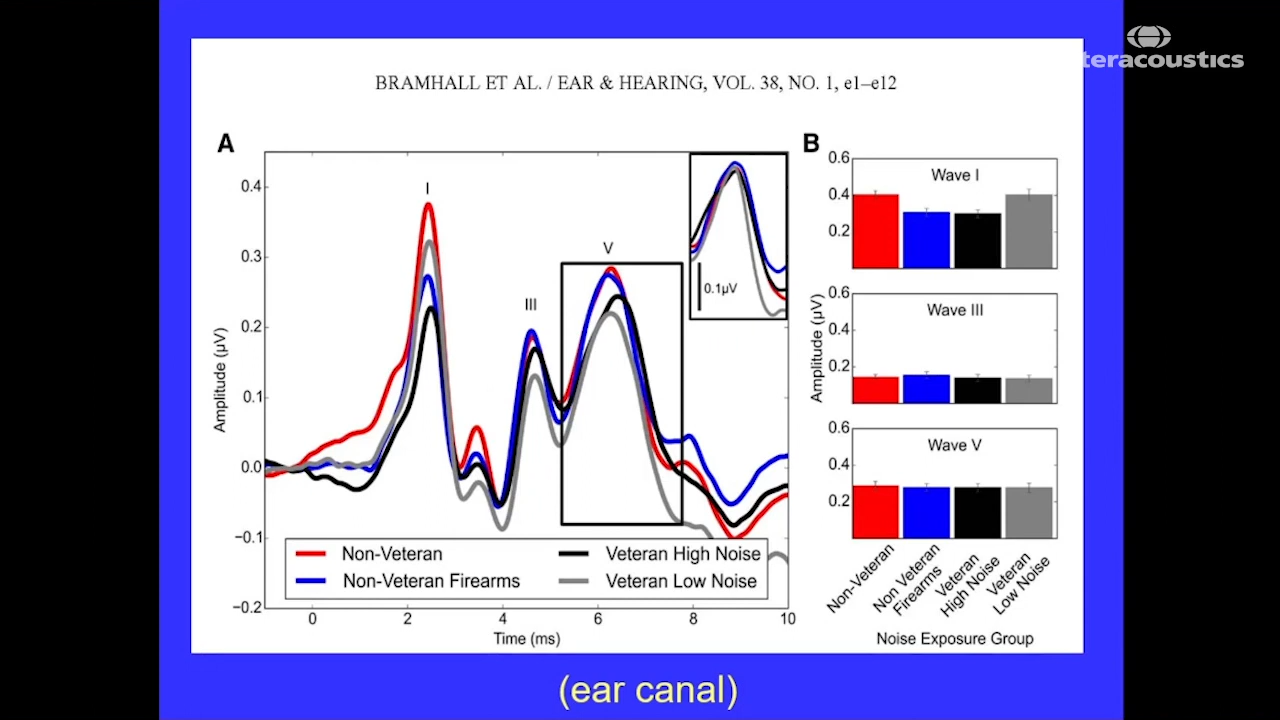 teracoustics
BRAMHALL ET AL. / EAR & HEARING, VOL. 38, NO. 1, e1–e12
A
I
III
V
0.1µV
0.4
0.3
0.2
0.1
0.0
−0.1
−0.2
Amplitude (µV)
Non-Veteran
Veteran High Noise
Non-Veteran Firearms
Veteran Low Noise
0 2 4 6 8 10
Time (ms)
B
Wave I
0.6
0.4
0.2
Wave III
0.6
0.4
0.2
Wave V
0.6
0.4
0.2
Amplitude (µV)
Non-Veteran
Non Veteran
Firearms
Veteran
High Noise
Veteran
Low Noise
Noise Exposure Group
(ear canal)